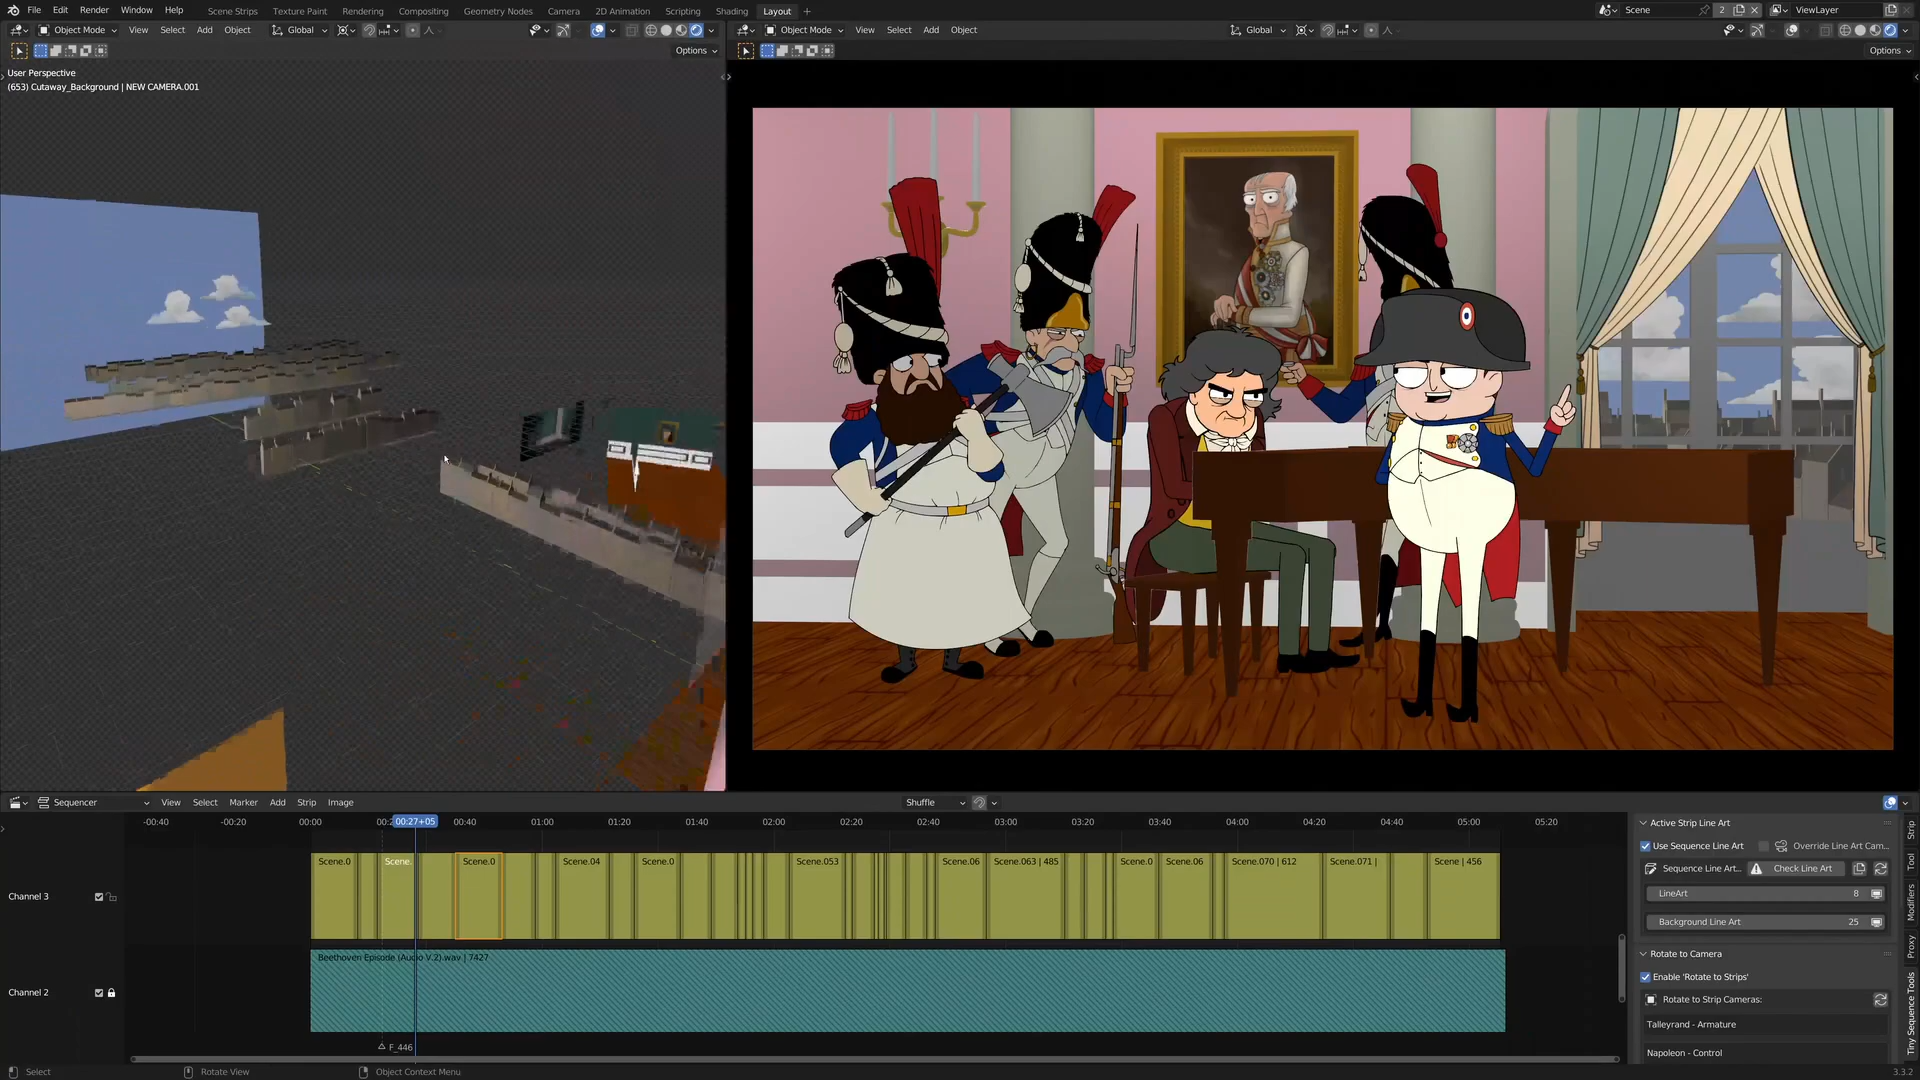 File Edit Render Window Help
Scene Strips Texture Paint Rendering Compositing Geometry Nodes Camera 2D Animation Scripting Shading Layout +
Scene 2 ViewLayer
Object Mode View Select Add Object Global
Options
User Perspective
(653) Cutaway_Background | NEW CAMERA.001
Object Mode View Select Add Object Global
Options
Sequencer View Select Marker Add Strip Image Shuffle
-00:40 -00:20 00:00 00:27+05 00:40 01:00 01:20 01:40 02:00 02:20 02:40 03:00 03:20 03:40 04:00 04:20 04:40 05:00 05:20
Channel 3
Scene.0 Scene. Scene.0 Scene.04 Scene.0 Scene.053 Scene.06 Scene.063 | 485 Scene.0 Scene.06 Scene.070 | 612 Scene.071 | Scene | 456
Channel 2
Beethoven Episode (Audio V.2).wav | 7427
F_446
Active Strip Line Art
Use Sequence Line Art Override Line Art Cam...
Sequence Line Art... Check Line Art
LineArt 8
Background Line Art 25
Rotate to Camera
Enable 'Rotate to Strips'
Rotate to Strip Cameras:
Talleyrand - Armature
Napoleon - Control
Strip
Tool
Modifiers
Proxy
Tiny Sequence Tools
Select Rotate View Object Context Menu
3.3.2